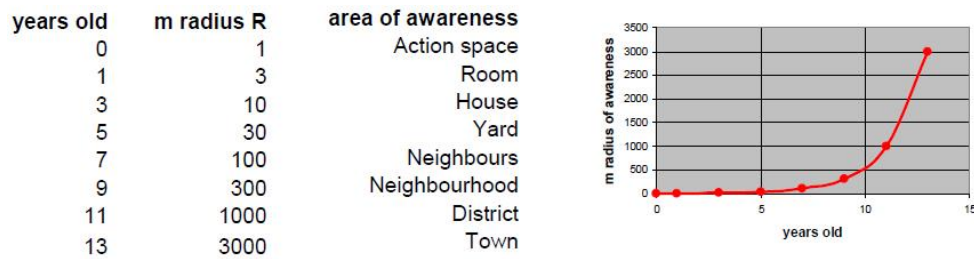 years old m radius R area of awareness
0 1 Action space
1 3 Room
3 10 House
5 30 Yard
7 100 Neighbours
9 300 Neighbourhood
11 1000 District
13 3000 Town
m radius of awareness
3500
3000
2500
2000
1500
1000
500
0
0 5 10 15
years old